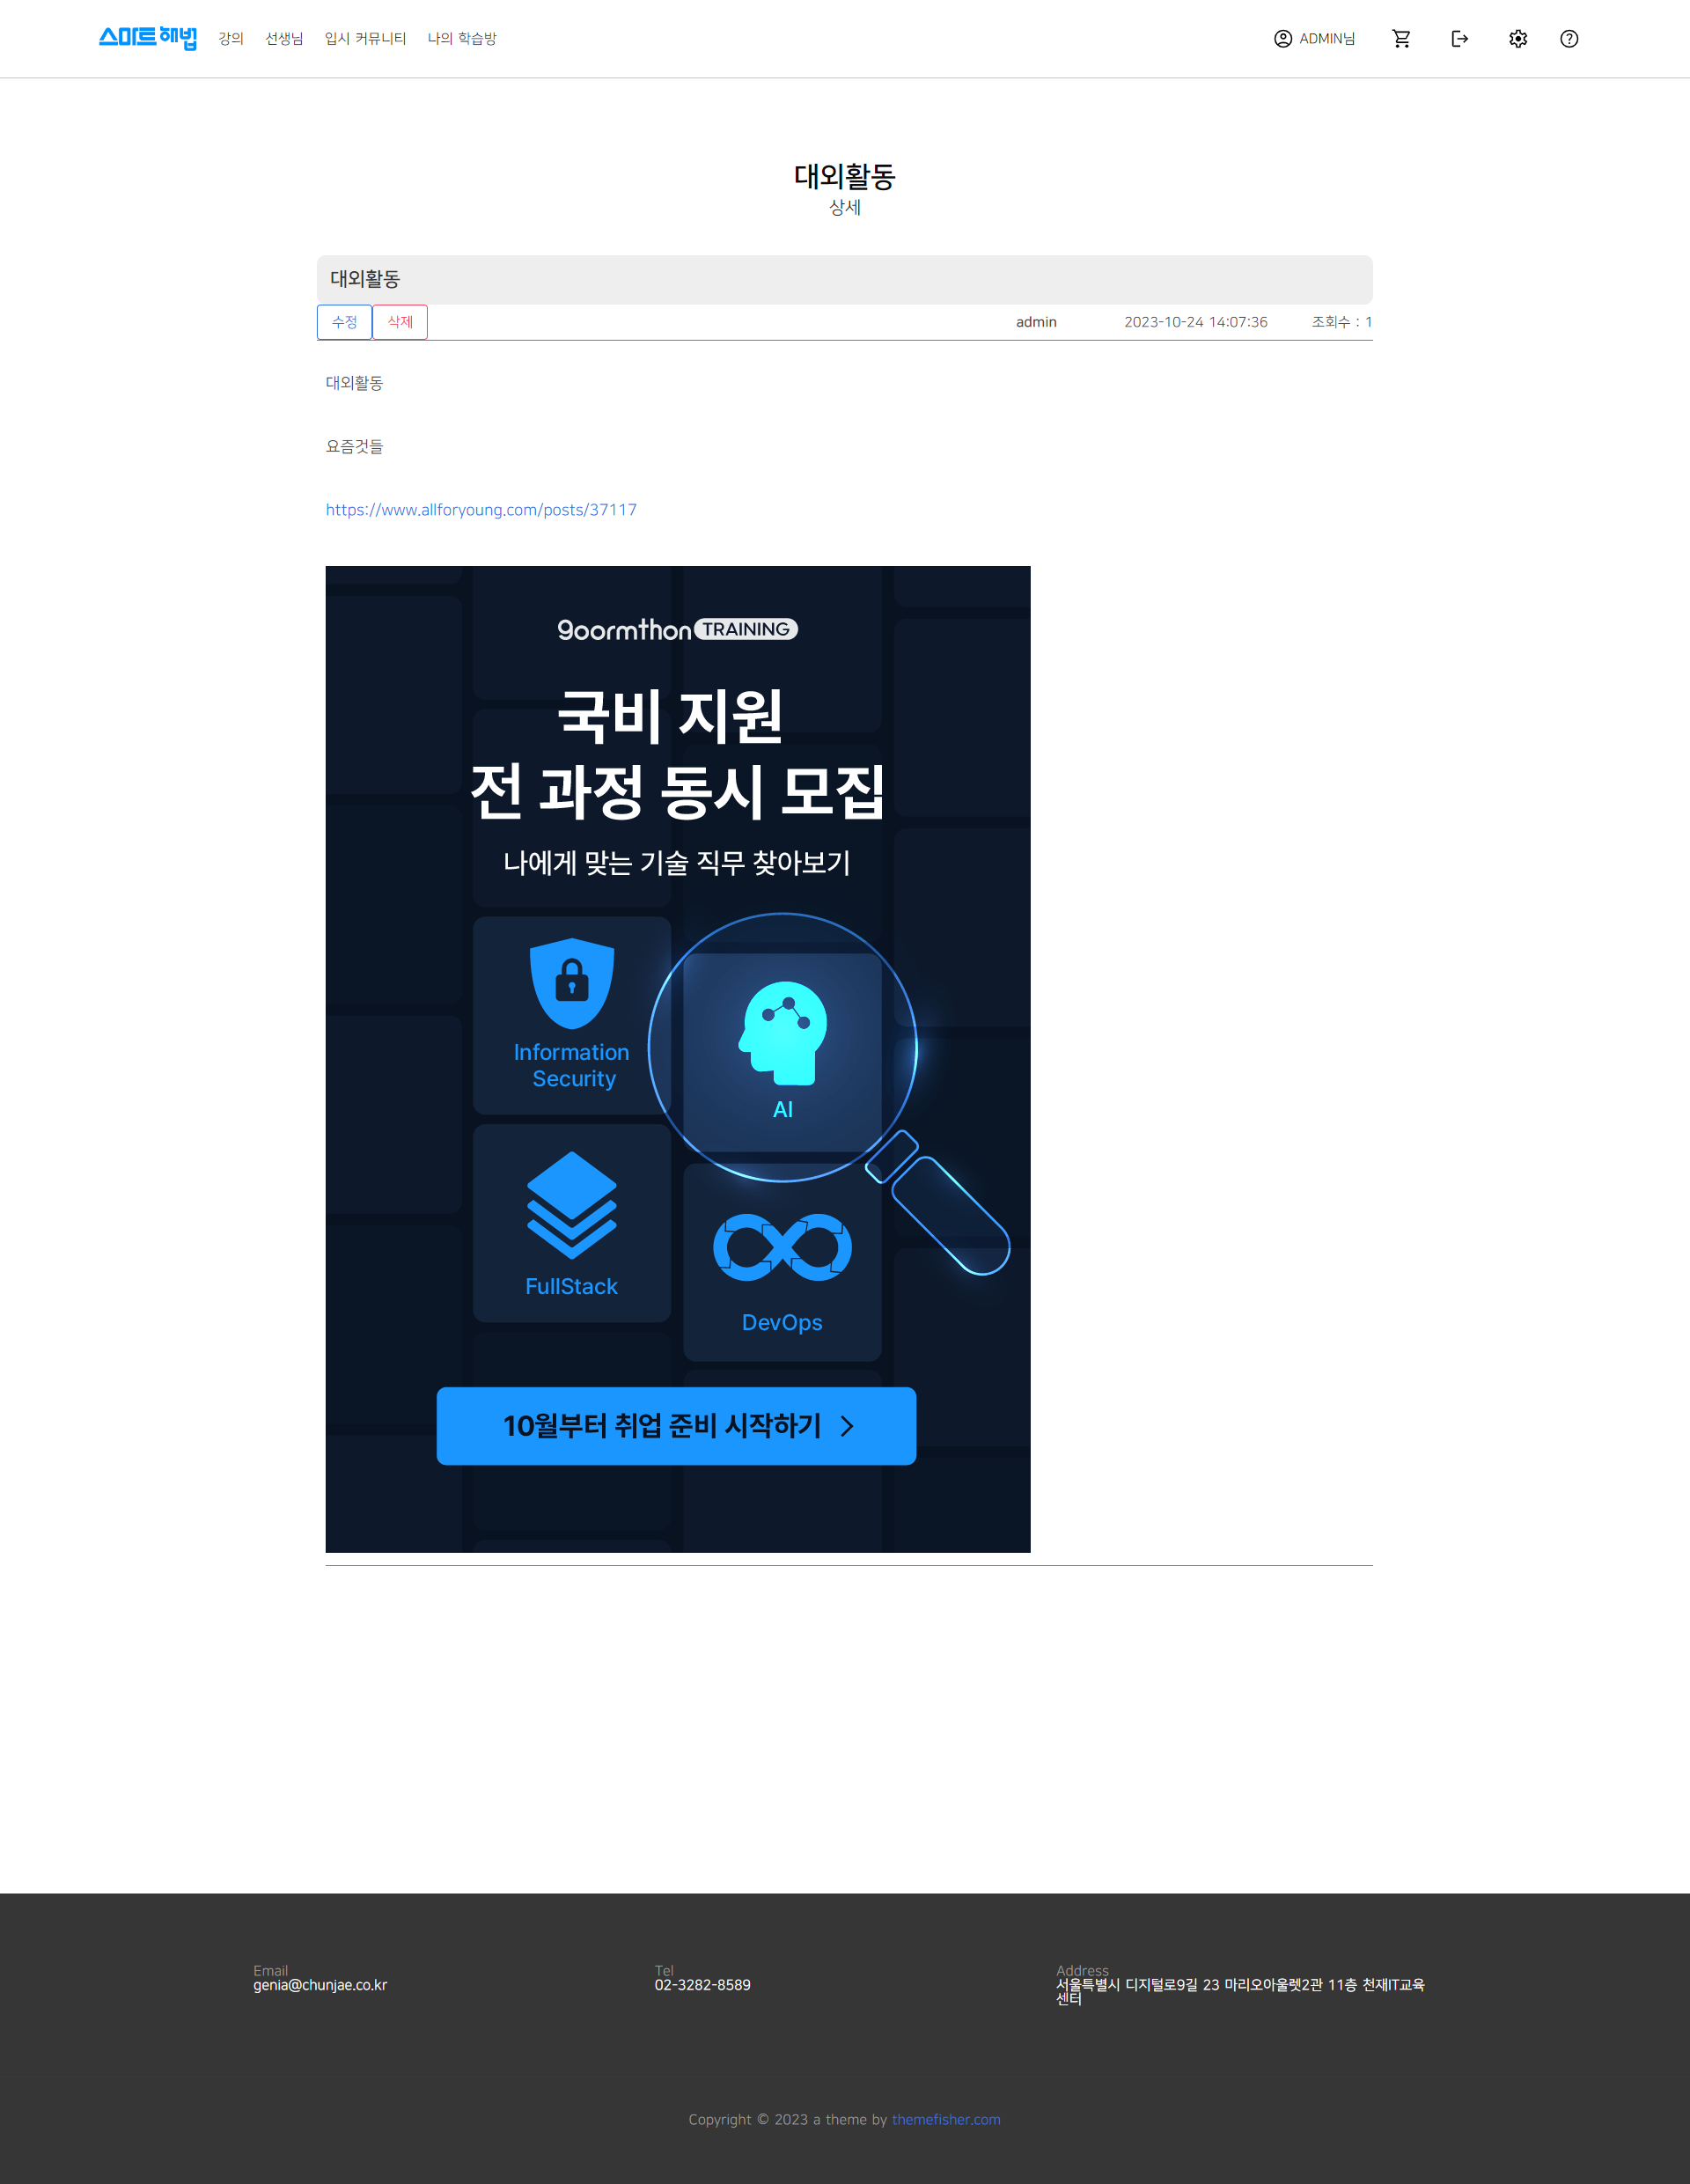 스마트해법 강의 선생님 입시 커뮤니티 나의 학습방 ADMIN님
대외활동
상세
대외활동
수정 삭제 admin 2023-10-24 14:07:36 조회수 : 1
대외활동
요즘것들
https://www.allforyoung.com/posts/37117
goormthon TRAINING
국비 지원
전 과정 동시 모집
나에게 맞는 기술 직무 찾아보기
Information
Security
AI
FullStack
DevOps
10월부터 취업 준비 시작하기
Email
genia@chunjae.co.kr
Tel
02-3282-8589
Address
서울특별시 디지털로9길 23 마리오아울렛2관 11층 천재IT교육
센터
Copyright © 2023 a theme by themefisher.com